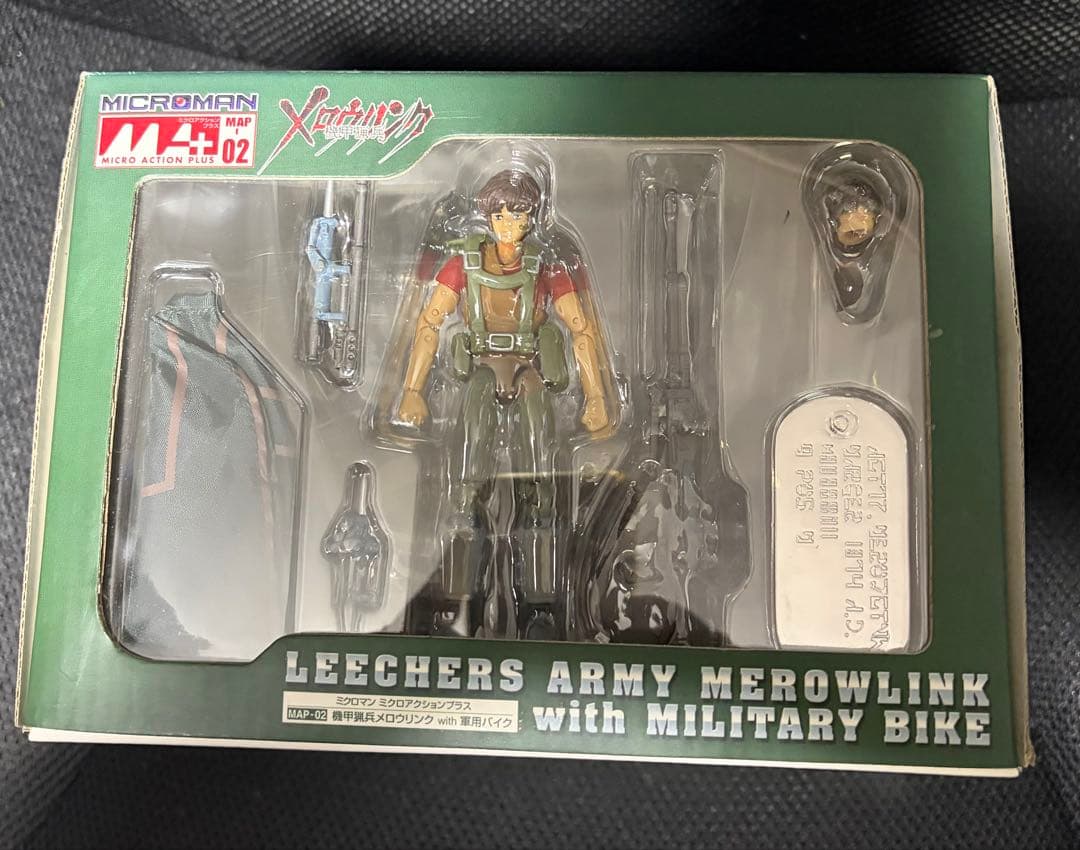 MICROMAN
ミクロアクション
プラス
MA+
MICRO ACTION PLUS
MAP-
02
メロウリンク
機甲猟兵
LEECHERS ARMY MEROWLINK
with MILITARY BIKE
ミクロマン ミクロアクションプラス
MAP-02 機甲猟兵メロウリンク with 軍用バイク